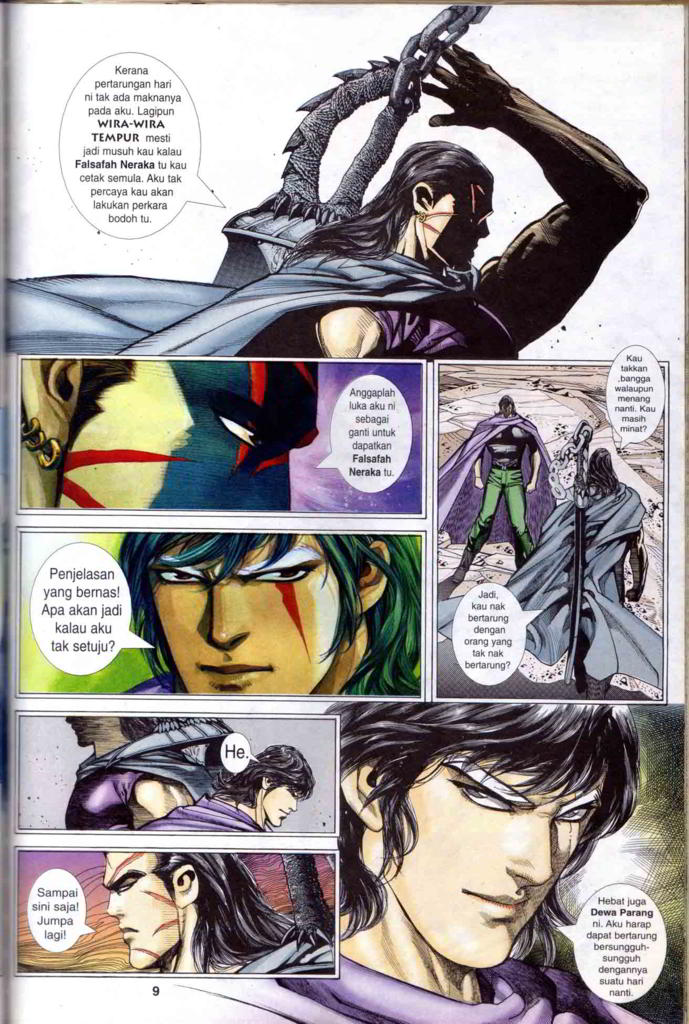 Kerana
pertarungan hari
ni tak ada maknanya
pada aku. Lagipun
WIRA-WIRA
TEMPUR mesti
jadi musuh kau kalau
Falsafah Neraka tu kau
cetak semula. Aku tak
percaya kau akan
lakukan perkara
bodoh tu.
Anggaplah
luka aku ni
sebagai
ganti untuk
dapatkan
Falsafah
Neraka tu.
Kau
takkan
,bangga
walaupun
menang
nanti. Kau
masih
minat?
Penjelasan
yang bernas!
Apa akan jadi
kalau aku
tak setuju?
Jadi,
kau nak
bertarung
dengan
orang yang
tak nak
bertarung?
He.
Sampai
sini saja!
Jumpa
lagi!
Hebat juga
Dewa Parang
ni. Aku harap
dapat bertarung
bersungguh-
sungguh
dengannya
suatu hari
nanti.
9